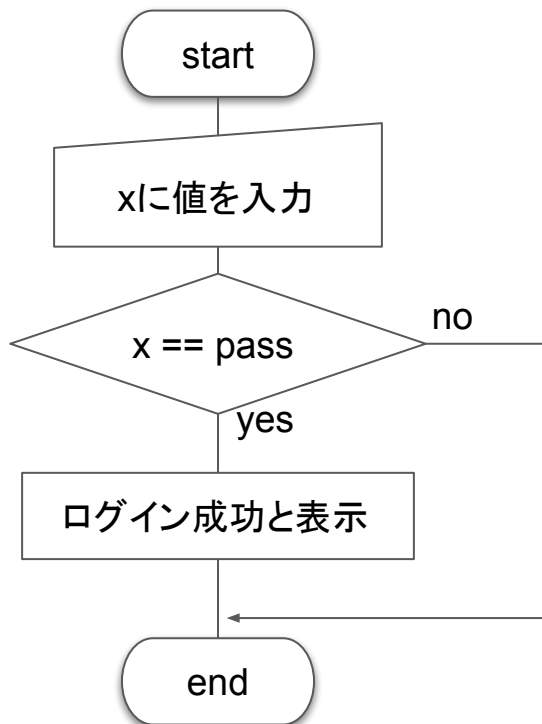 start
xに値を入力
x == pass
no
yes
ログイン成功と表示
end